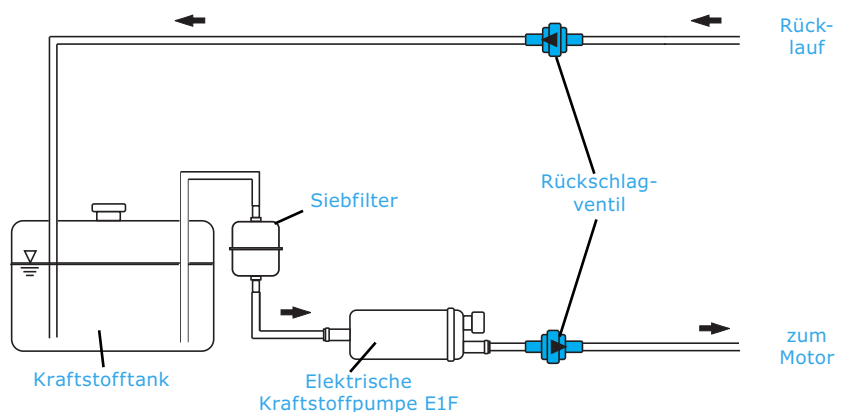 Rück-
lauf
Rückschlag-
ventil
Siebfilter
zum
Motor
Kraftstofftank
Elektrische
Kraftstoffpumpe E1F